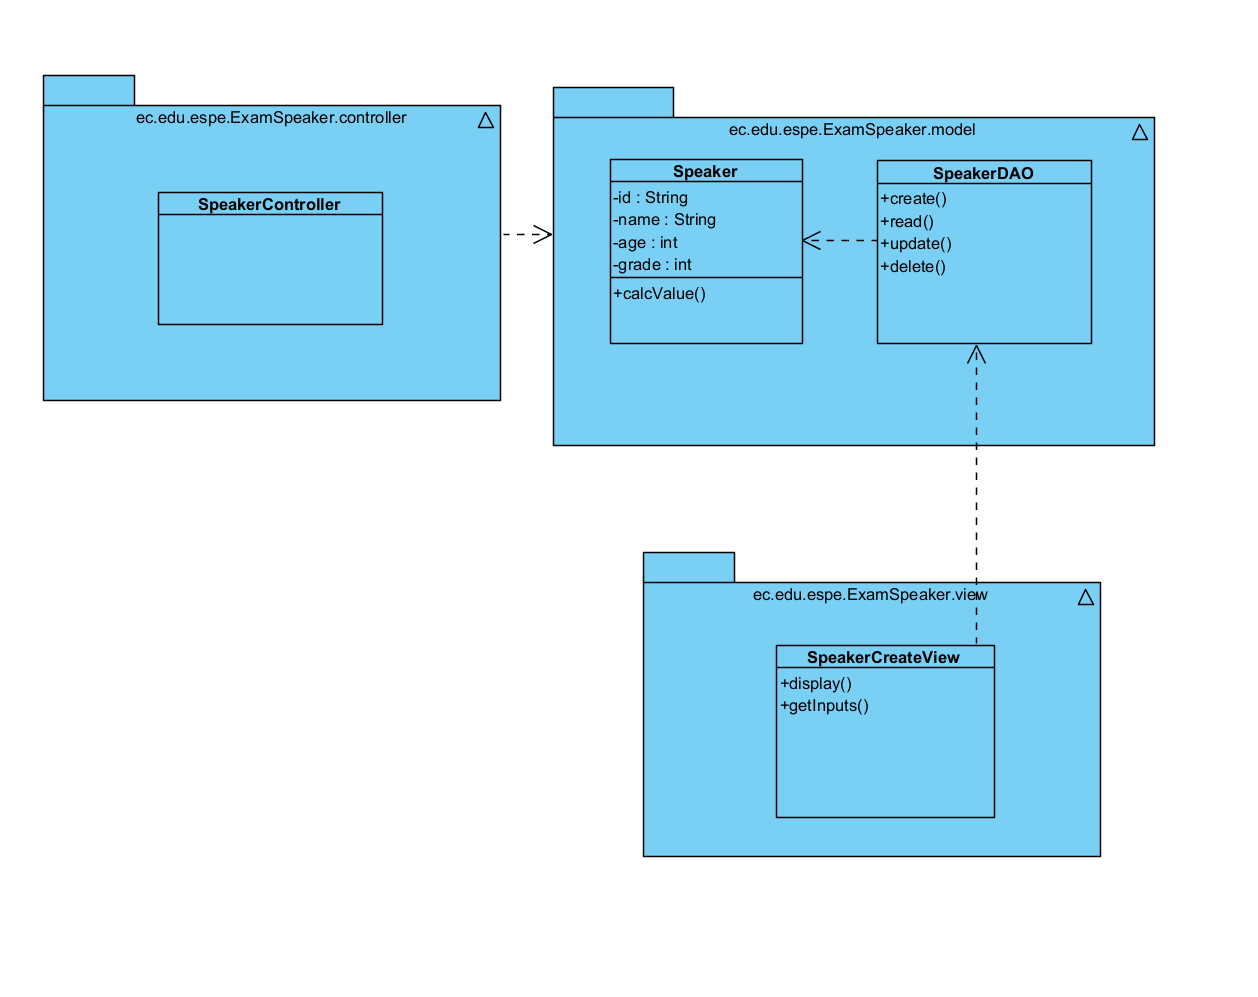 ec.edu.espe.ExamSpeaker.controller
SpeakerController
ec.edu.espe.ExamSpeaker.model
Speaker
-id : String
-name : String
-age : int
-grade : int
+calcValue()
SpeakerDAO
+create()
+read()
+update()
+delete()
ec.edu.espe.ExamSpeaker.view
SpeakerCreateView
+display()
+getInputs()